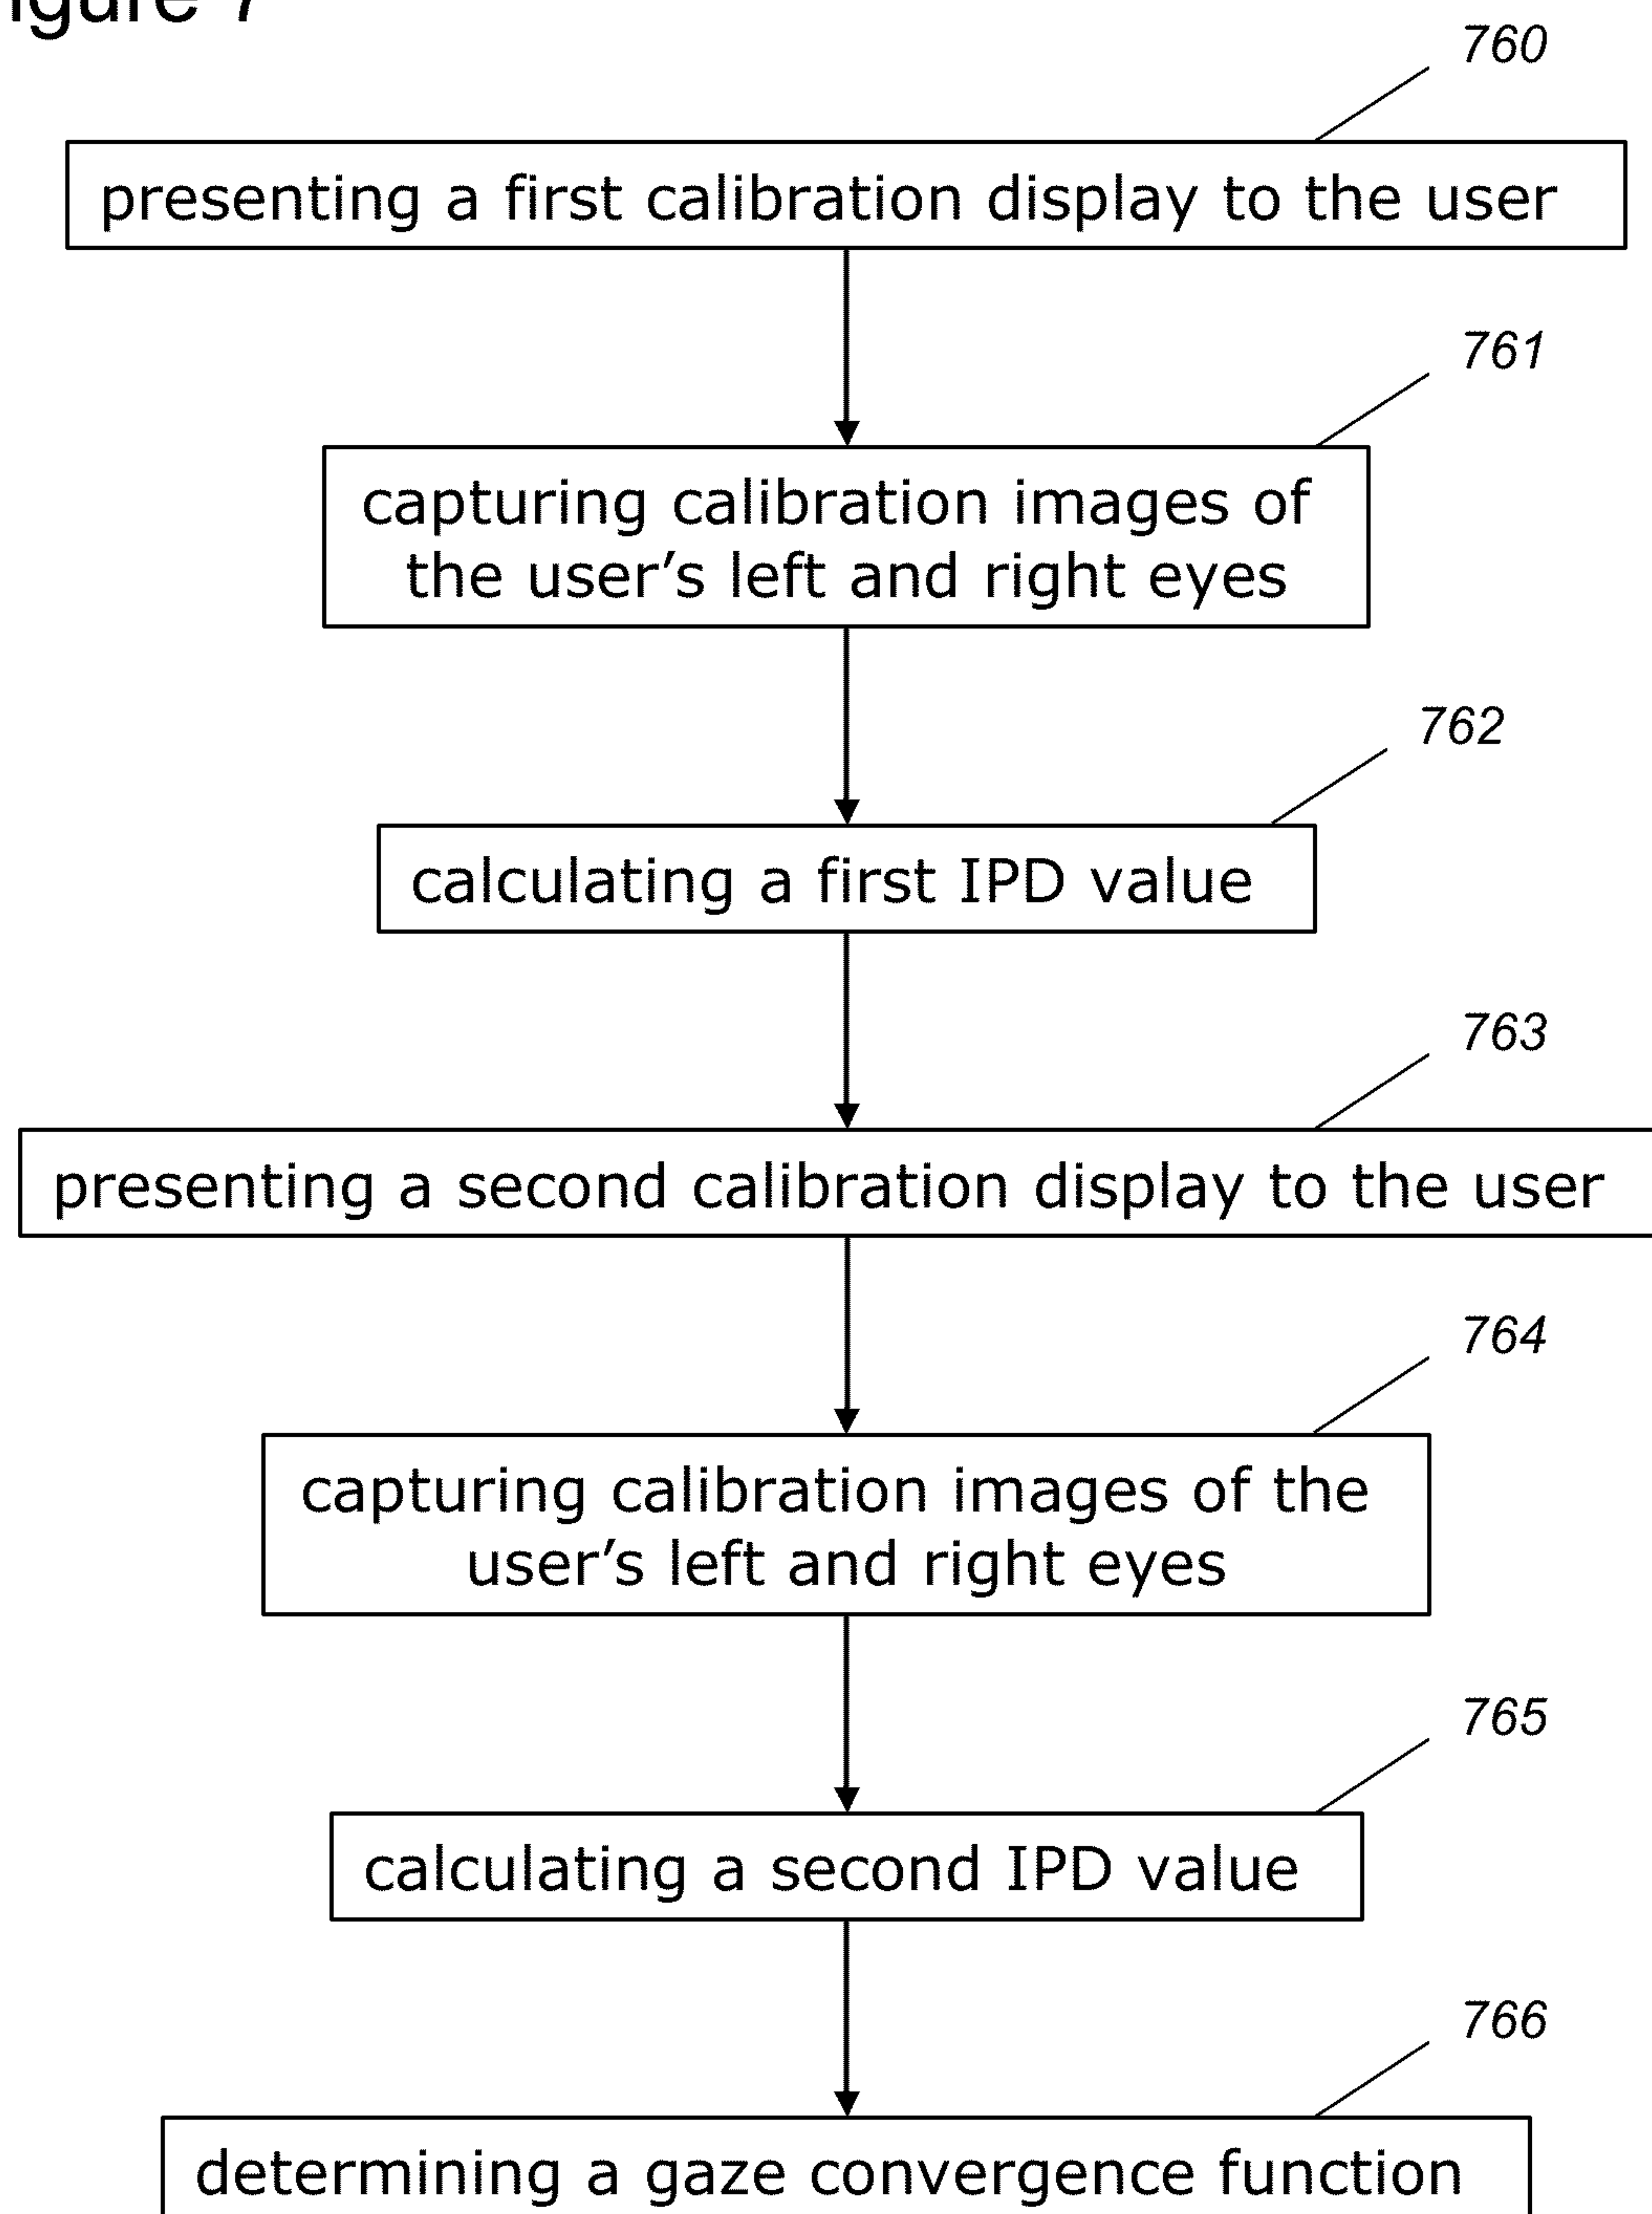 igure 7
760
presenting a first calibration display to the user
761
capturing calibration images of
the user’s left and right eyes
762
calculating a first IPD value
763
presenting a second calibration display to the user
764
capturing calibration images of the
user’s left and right eyes
765
calculating a second IPD value
766
determining a gaze convergence function